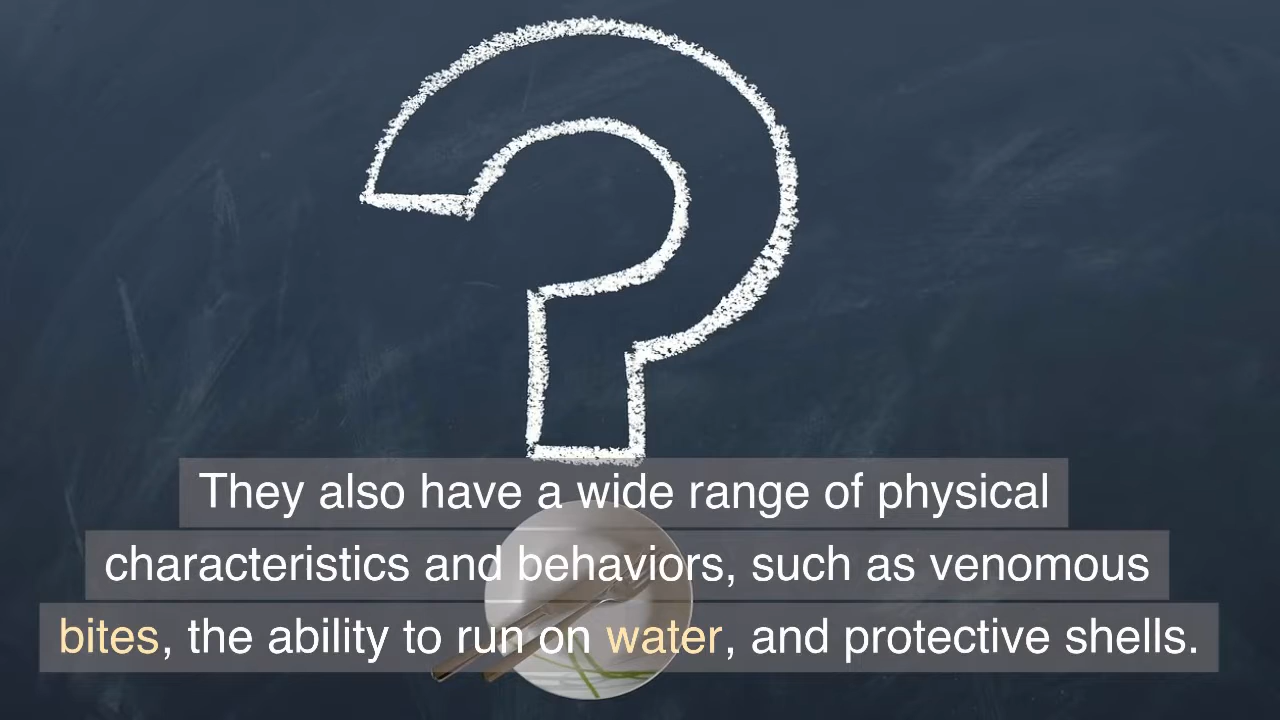 They also have a wide range of physical
characteristics and behaviors, such as venomous
bites, the ability to run on water, and protective shells.